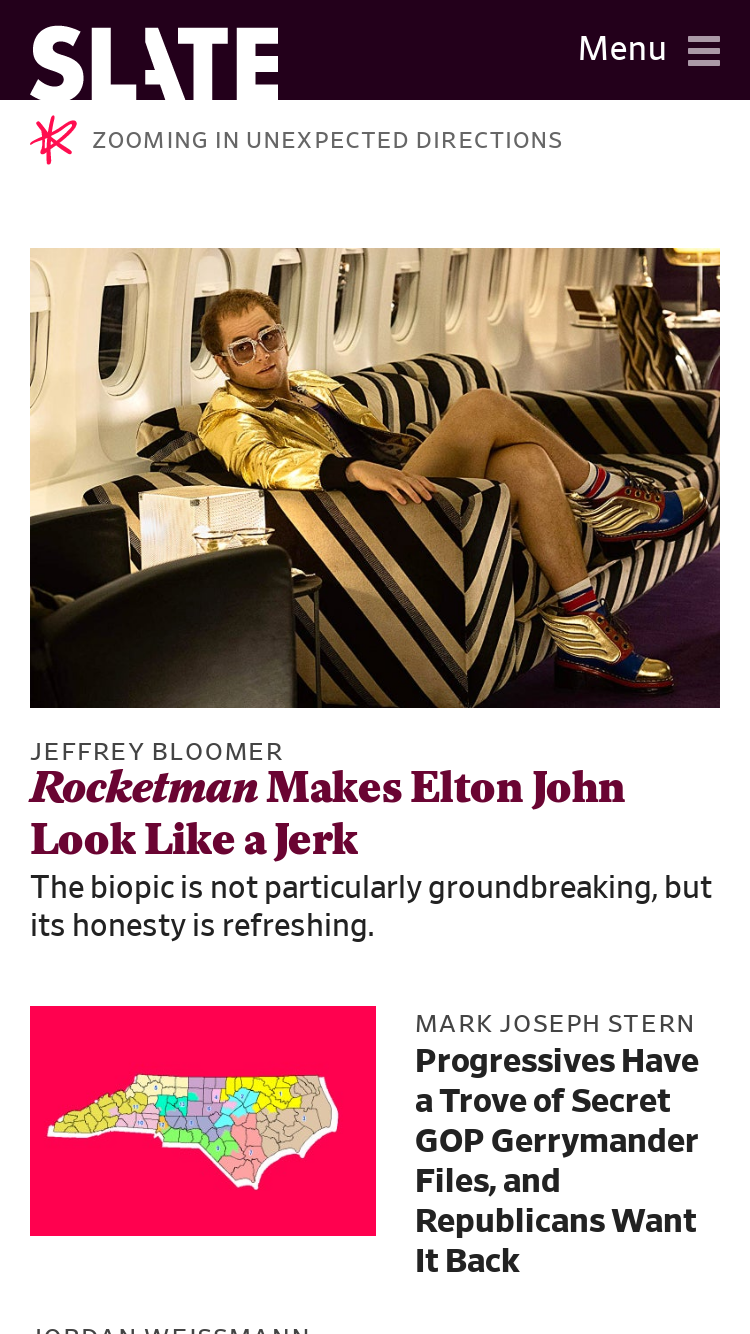 SLATE
Menu
ZOOMING IN UNEXPECTED DIRECTIONS
JEFFREY BLOOMER
Rocketman Makes Elton John
Look Like a Jerk
The biopic is not particularly groundbreaking, but
its honesty is refreshing.
MARK JOSEPH STERN
Progressives Have
a Trove of Secret
GOP Gerrymander
Files, and
Republicans Want
It Back
JORDAN WEISSMANN